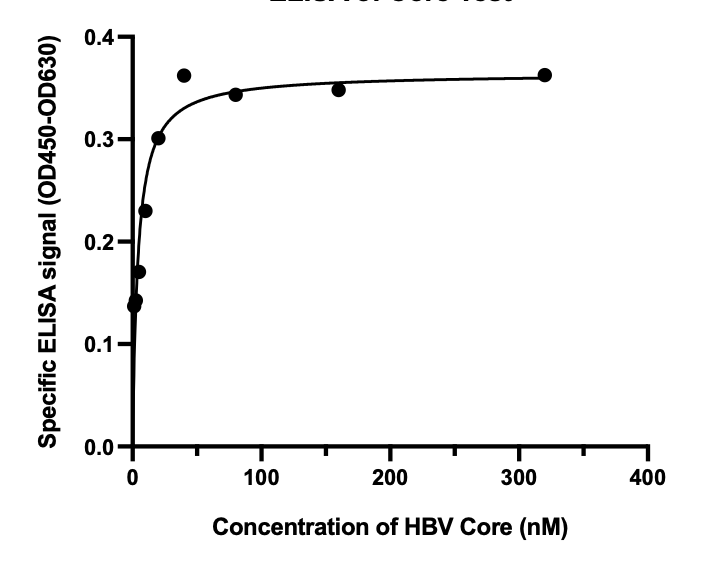 Specific ELISA signal (OD450-OD630)
0.4
0.3
0.2
0.1
0.0
0 100 200 300 400
Concentration of HBV Core (nM)